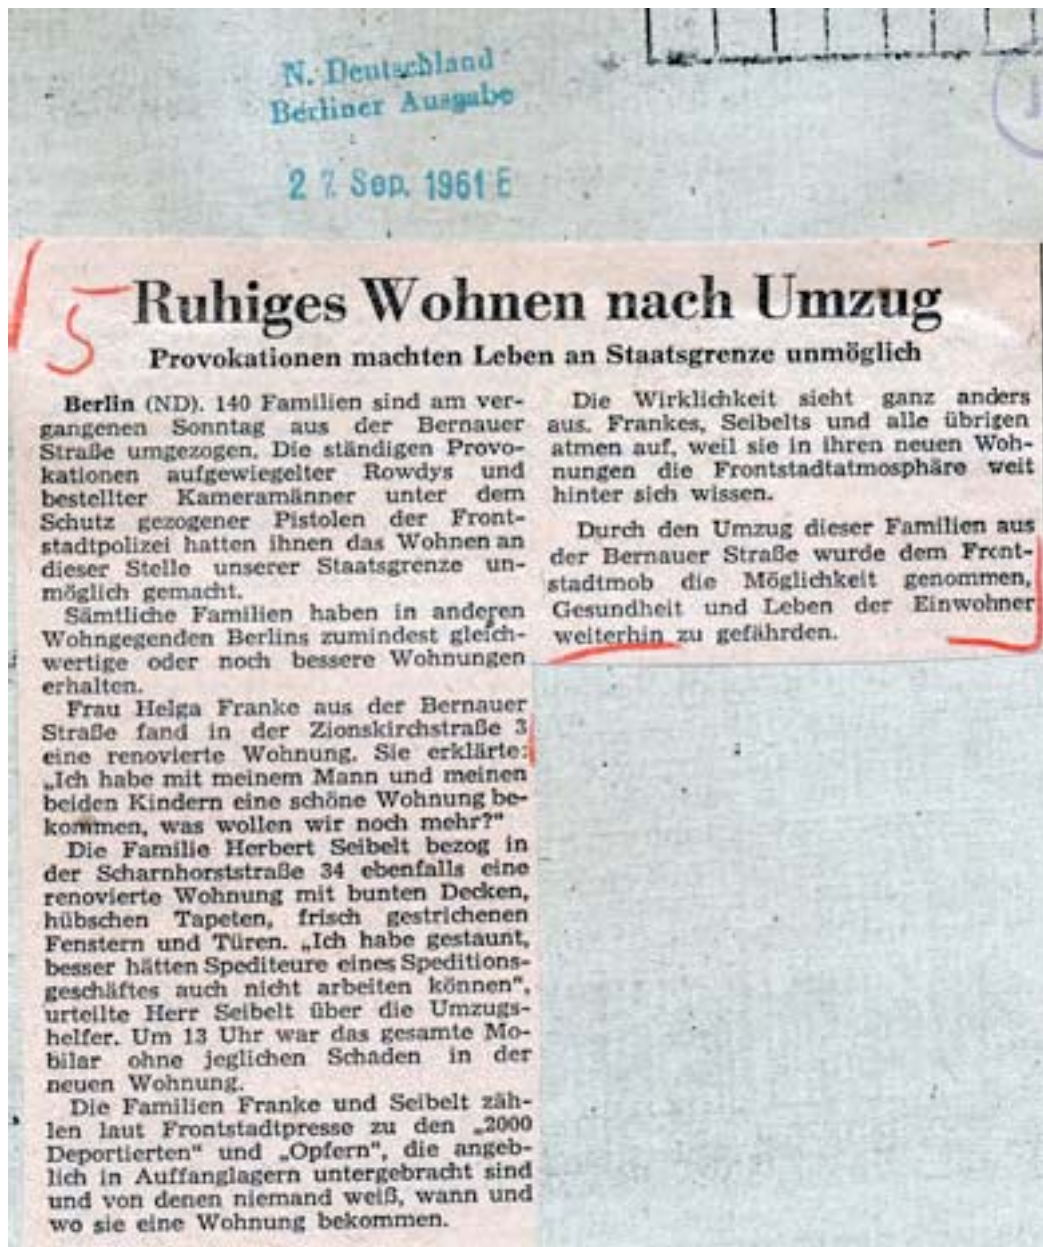 N. Deutschland
Berliner Ausgabe
27. Sep. 1961
5
Ruhiges Wohnen nach Umzug
Provokationen machten Leben an Staatsgrenze unmöglich
Berlin (ND). 140 Familien sind am ver-
gangenen Sonntag aus der Bernauer
Straße umgezogen. Die ständigen Provo-
kationen aufgewiegelter Rowdys und
bestellter Kameramänner unter dem
Schutz gezogener Pistolen der Front-
stadtpolizei hatten ihnen das Wohnen an
dieser Stelle unserer Staatsgrenze un-
möglich gemacht.
Sämtliche Familien haben in anderen
Wohngegenden Berlins zumindest gleich-
wertige oder noch bessere Wohnungen
erhalten.
Frau Helga Franke aus der Bernauer
Straße fand in der Zionskirchstraße 3
eine renovierte Wohnung. Sie erklärte:
„Ich habe mit meinem Mann und meinen
beiden Kindern eine schöne Wohnung be-
kommen, was wollen wir noch mehr?"
Die Familie Herbert Seibelt bezog in
der Scharnhorststraße 34 ebenfalls eine
renovierte Wohnung mit bunten Decken,
hübschen Tapeten, frisch gestrichenen
Fenstern und Türen. „Ich habe gestaunt,
besser hätten Spediteure eines Speditions-
geschäftes auch nicht arbeiten können",
urteilte Herr Seibelt über die Umzugs-
helfer. Um 13 Uhr war das gesamte Mo-
bilar ohne jeglichen Schaden in der
neuen Wohnung.
Die Familien Franke und Seibelt zäh-
len laut Frontstadtpresse zu den „2000
Deportierten" und „Opfern", die angeb-
lich in Auffanglagern untergebracht sind
und von denen niemand weiß, wann und
wo sie eine Wohnung bekommen.
Die Wirklichkeit sieht ganz anders
aus. Frankes, Seibelts und alle übrigen
atmen auf, weil sie in ihren neuen Woh-
nungen die Frontstadtatmosphäre weit
hinter sich wissen.
Durch den Umzug dieser Familien aus
der Bernauer Straße wurde dem Front-
stadtmob die Möglichkeit genommen,
Gesundheit und Leben der Einwohner
weiterhin zu gefährden.